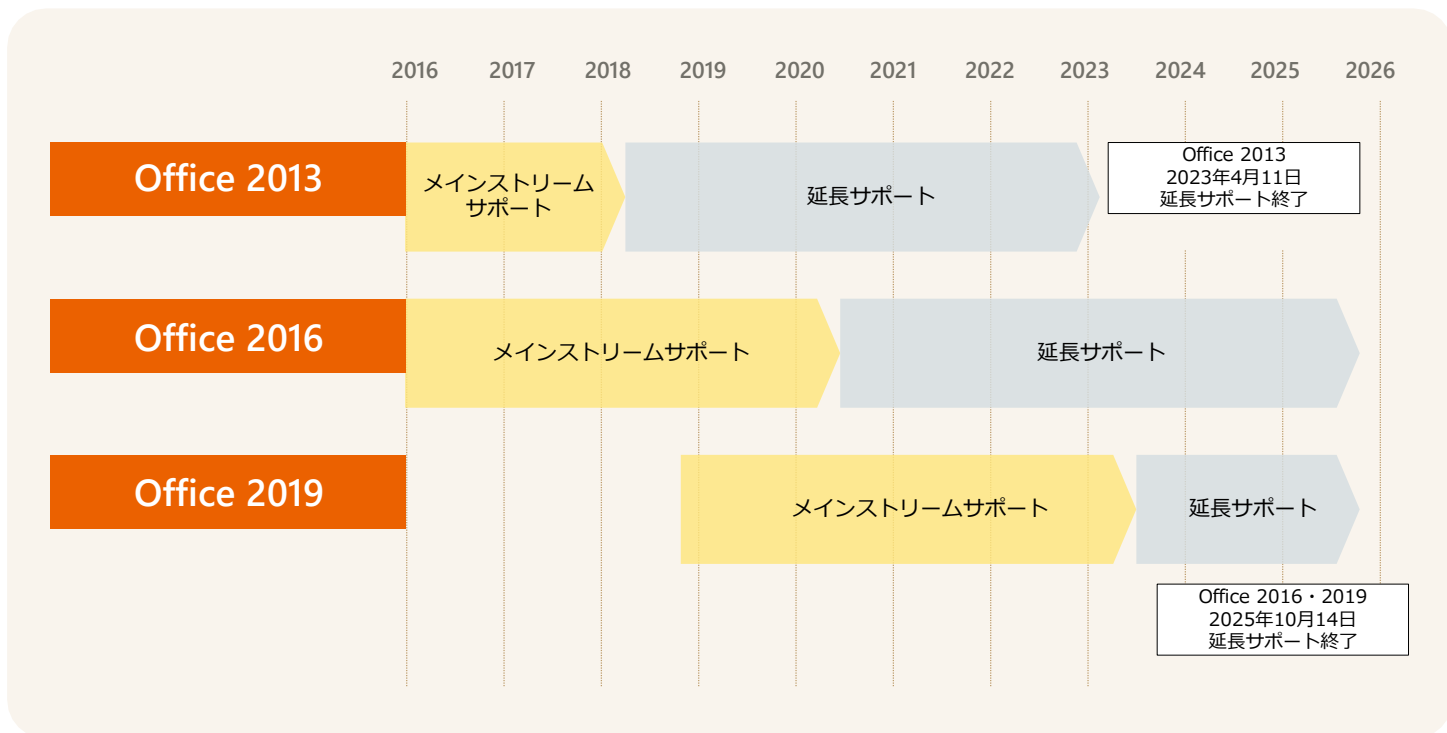 2016 2017 2018 2019 2020 2021 2022 2023 2024 2025 2026
Office 2013
メインストリーム
サポート
延長サポート
Office 2013
2023年4月11日
延長サポート終了
Office 2016
メインストリームサポート
延長サポート
Office 2019
メインストリームサポート
延長サポート
Office 2016・2019
2025年10月14日
延長サポート終了